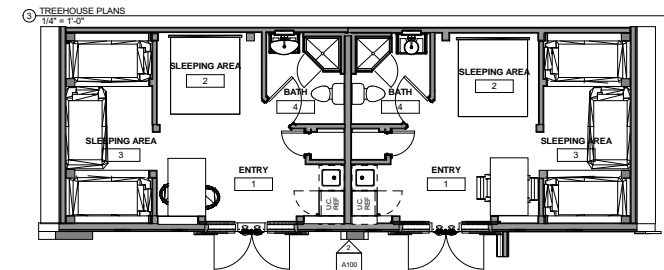 3 TREEHOUSE PLANS
1/4" = 1'-0"
SLEEPING AREA
2
BATH
4
SLEEPING AREA
3
ENTRY
1
U.C.
REF
BATH
4
SLEEPING AREA
2
SLEEPING AREA
3
ENTRY
1
U.C.
REF
2
A100